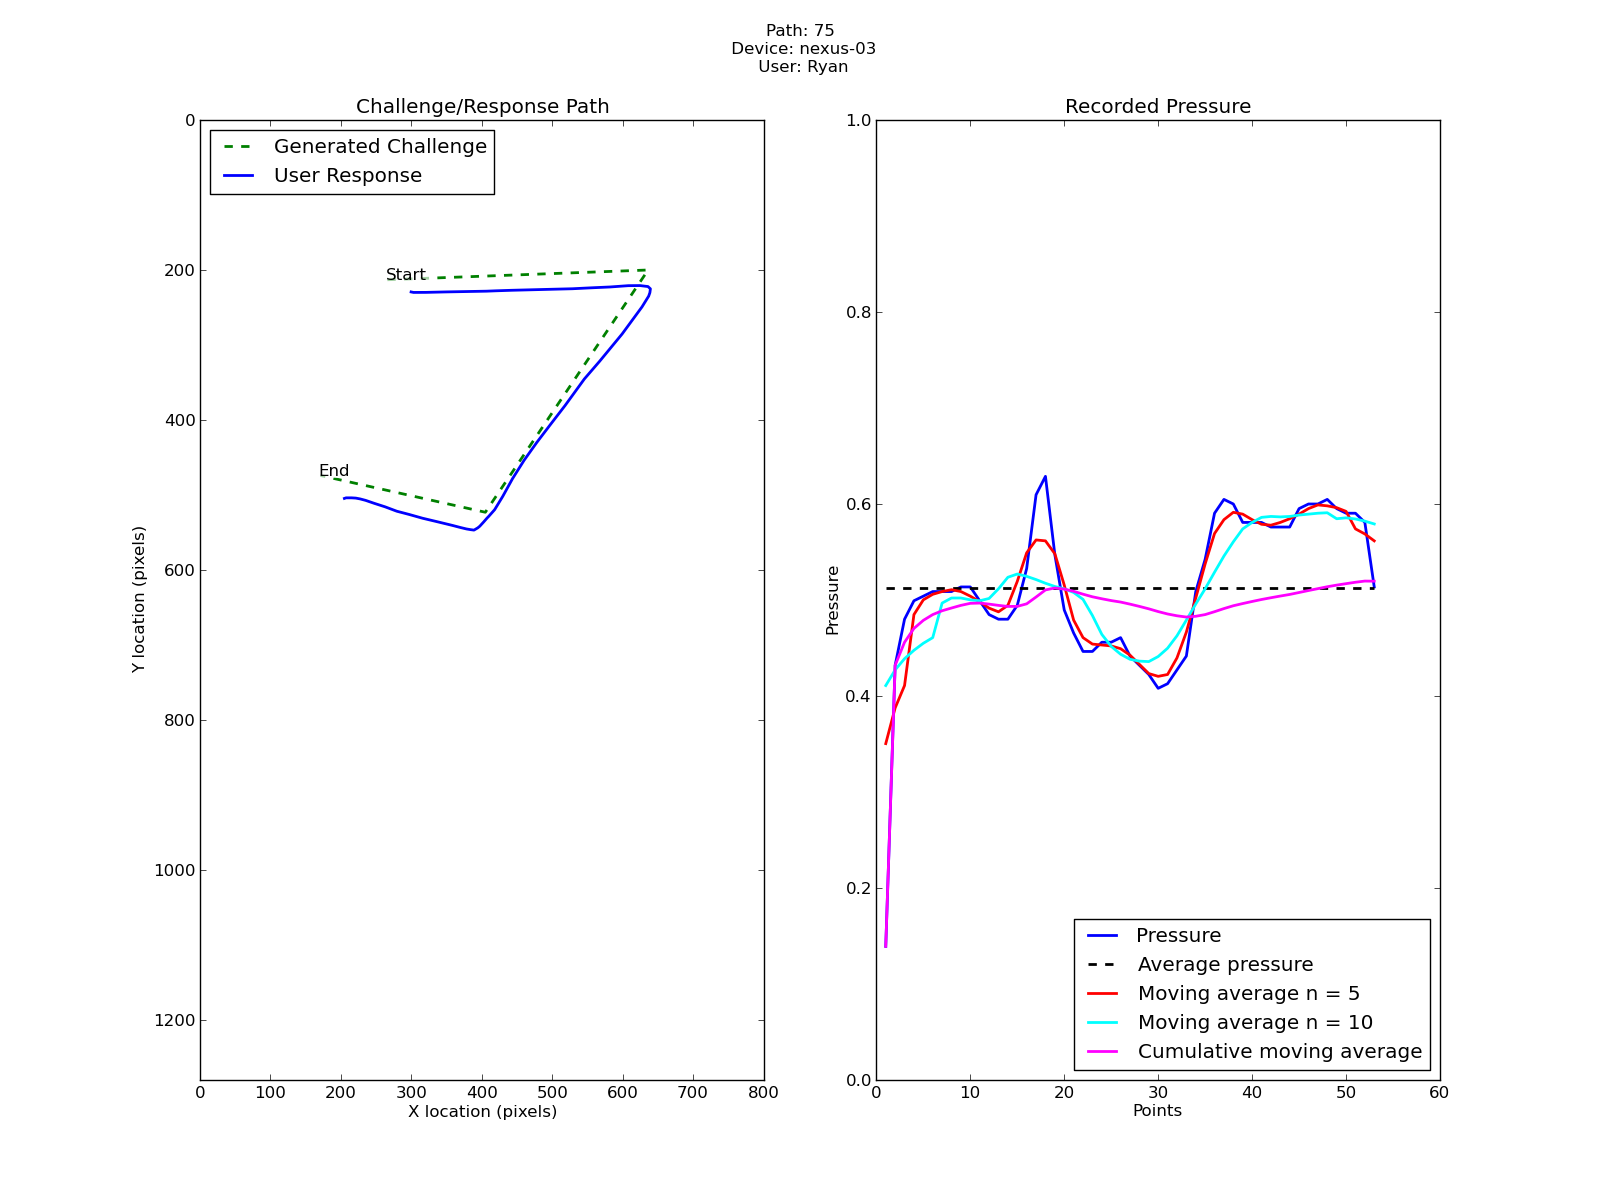 Path: 75
Device: nexus-03
User: Ryan
Challenge/Response Path
Generated Challenge
User Response
Start
End
0
200
400
600
800
1000
1200
Y location (pixels)
0 100 200 300 400 500 600 700 800
X location (pixels)
Recorded Pressure
1.0
0.8
0.6
0.4
0.2
0.0
Pressure
Pressure
Average pressure
Moving average n = 5
Moving average n = 10
Cumulative moving average
0 10 20 30 40 50 60
Points